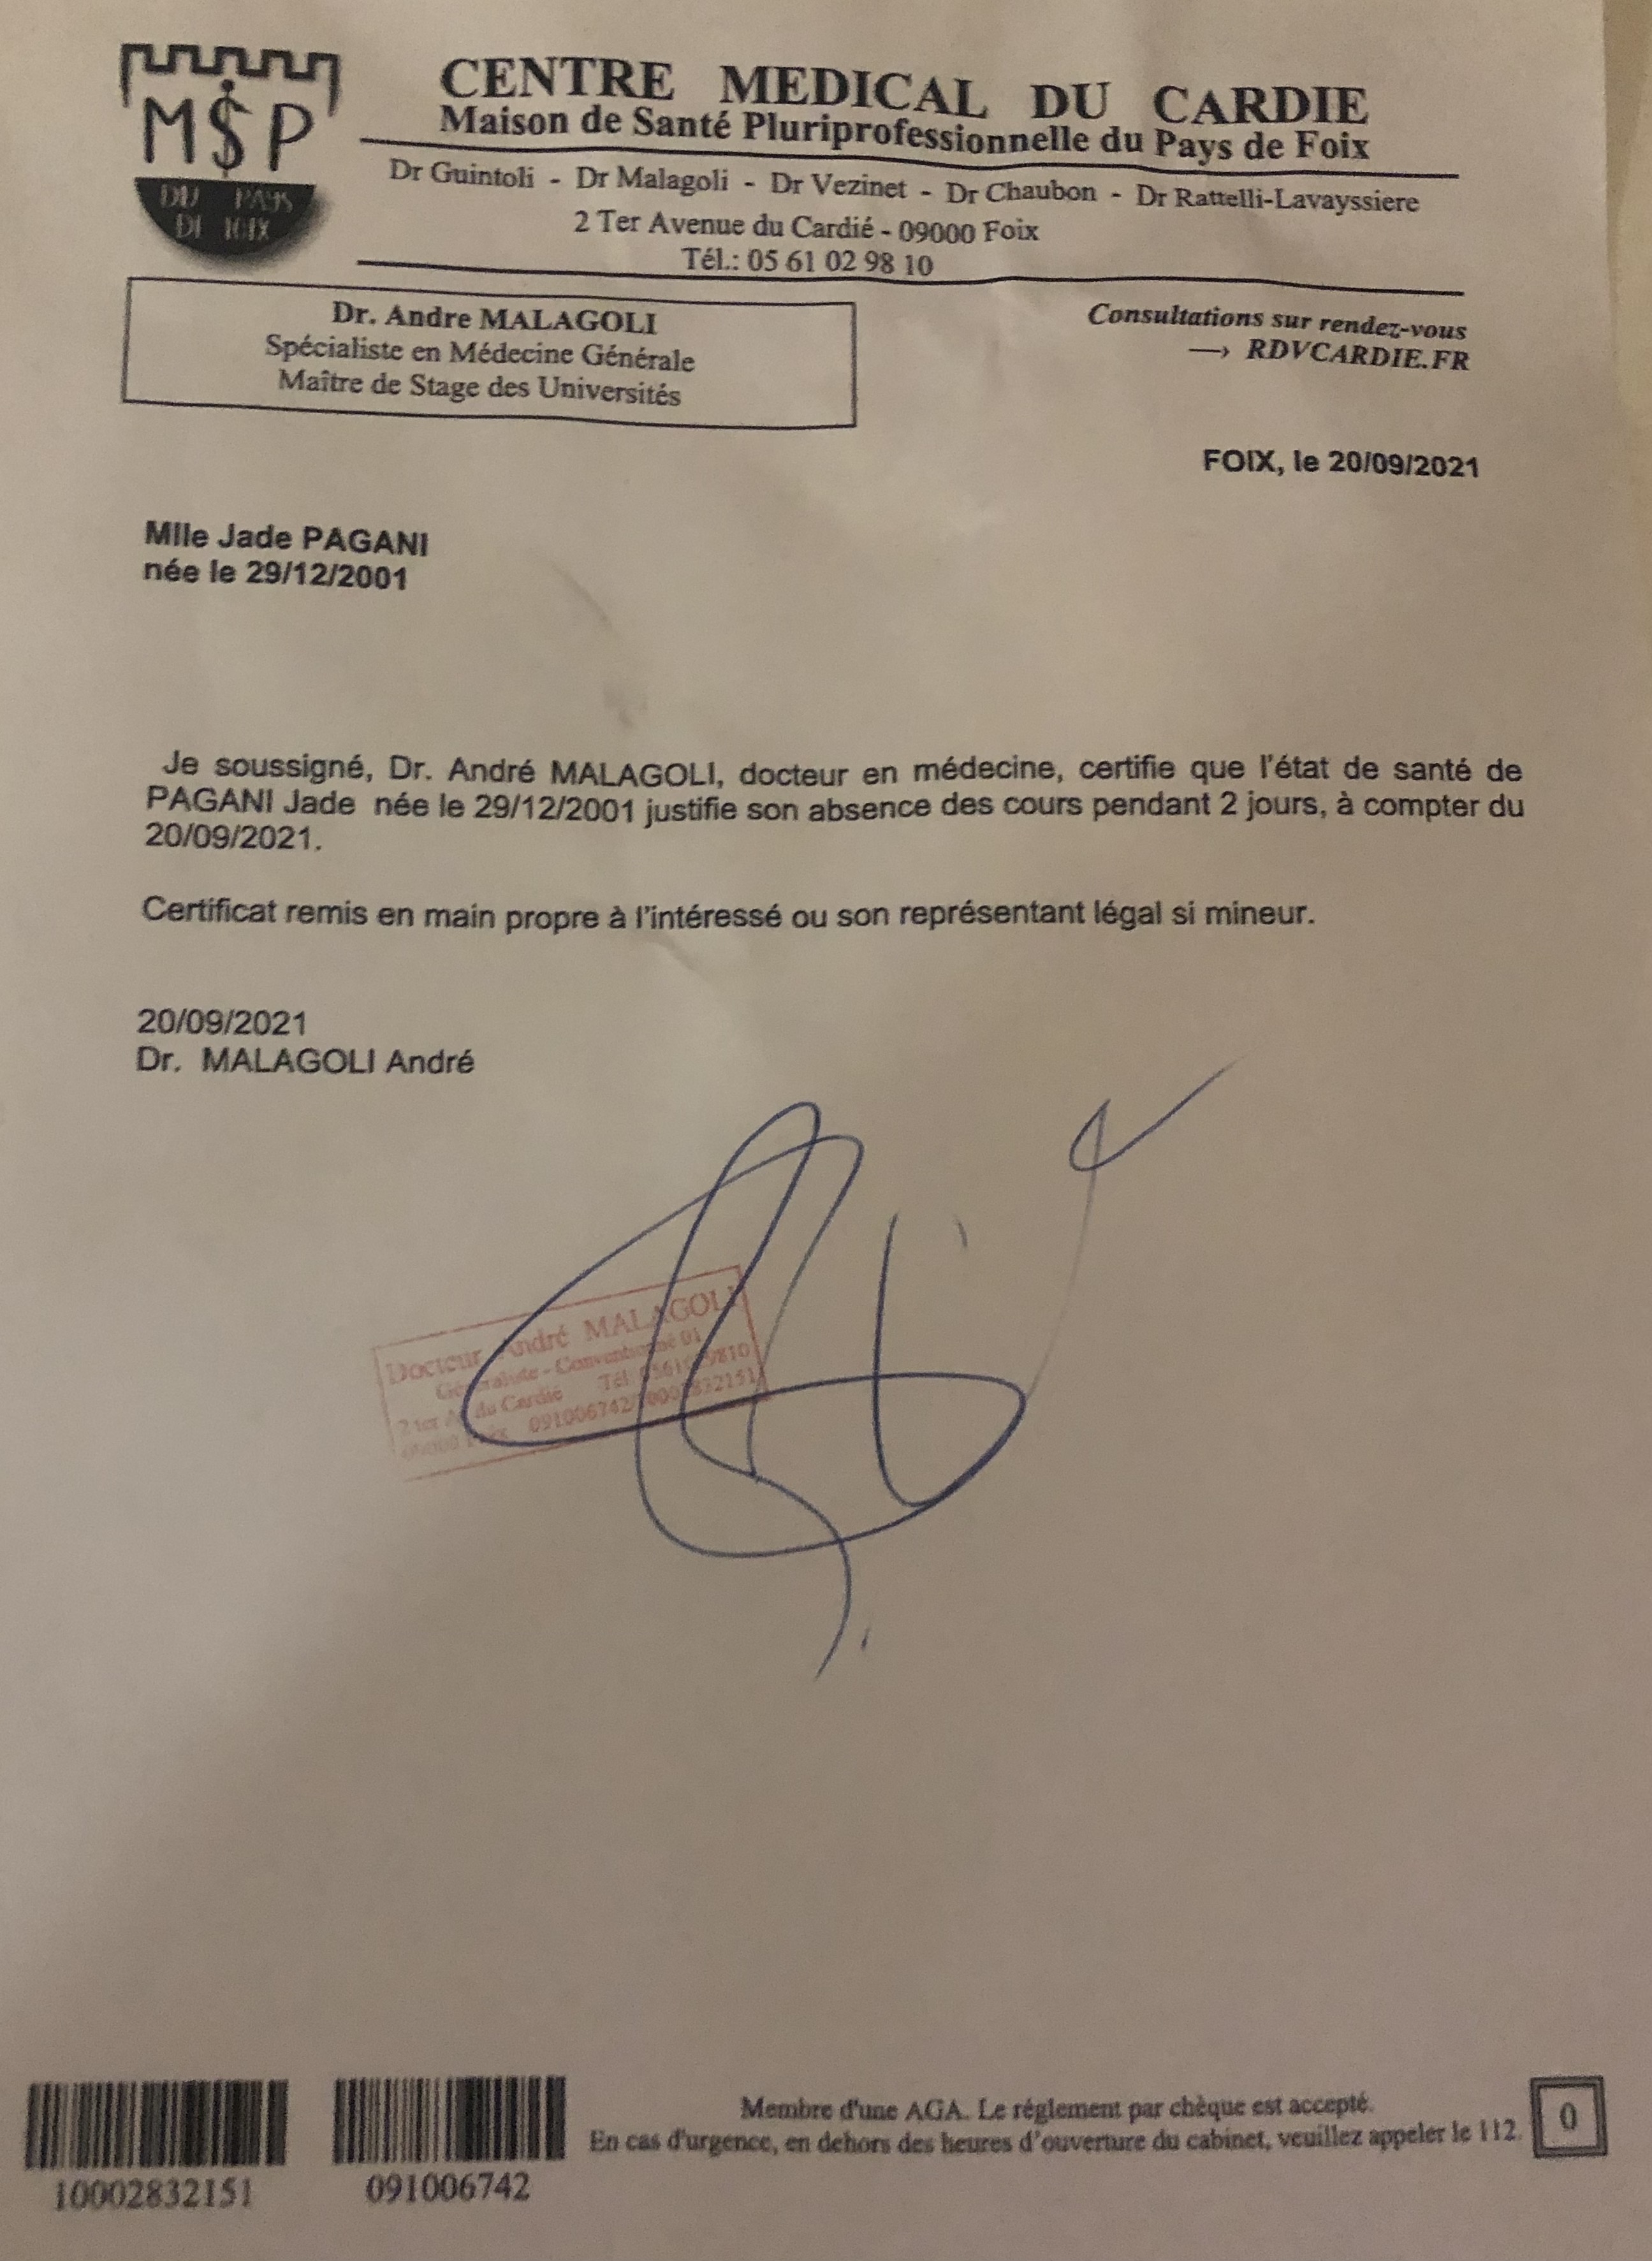 MSP
DU PAYS
DE FOIX
CENTRE MEDICAL DU CARDIE
Maison de Santé Pluriprofessionnelle du Pays de Foix
Dr Guintoli - Dr Malagoli - Dr Vezinet - Dr Chaubon - Dr Rattelli-Lavayssiere
2 Ter Avenue du Cardié - 09000 Foix
Tél.: 05 61 02 98 10
Dr. Andre MALAGOLI
Spécialiste en Médecine Générale
Maître de Stage des Universités
Consultations sur rendez-vous
→ RDVCARDIE.FR
FOIX, le 20/09/2021
Mlle Jade PAGANI
née le 29/12/2001
Je soussigné, Dr. André MALAGOLI, docteur en médecine, certifie que l'état de santé de
PAGANI Jade née le 29/12/2001 justifie son absence des cours pendant 2 jours, à compter du
20/09/2021.
Certificat remis en main propre à l'intéressé ou son représentant légal si mineur.
20/09/2021
Dr. MALAGOLI André
Docteur André MALAGOLI
Généraliste - Conventionné 01
2 ter du Cardié Tél
Foix 091006742/
10002832151
091006742
Membre d'une AGA. Le réglement par chèque est accepté.
En cas d'urgence, en dehors des heures d'ouverture du cabinet, veuillez appeler le 112.
0